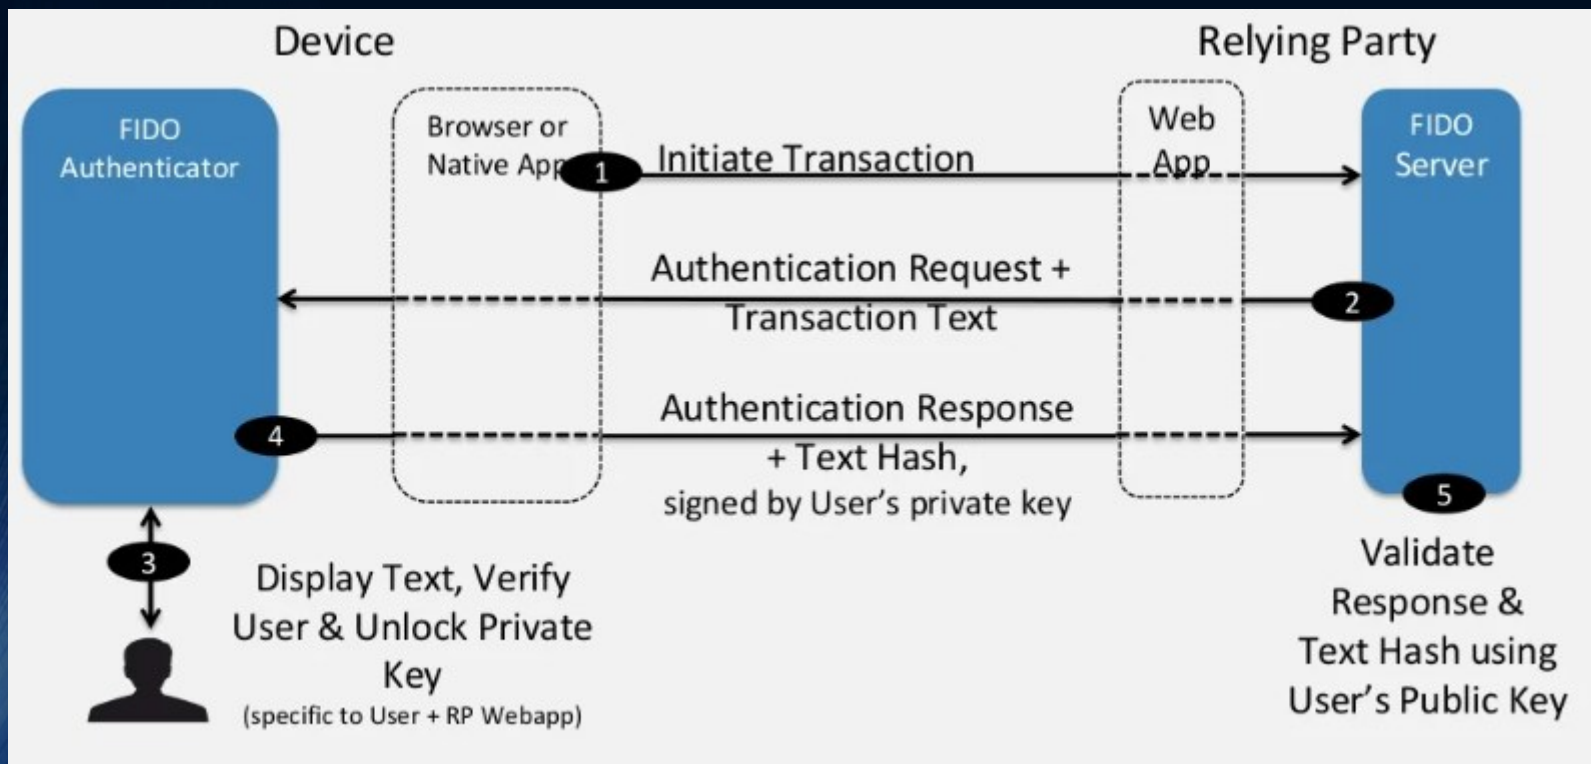 Device
Relying Party
FIDO
Authenticator
Browser or
Native App
Web
App
FIDO
Server
1
Initiate Transaction
Authentication Request +
Transaction Text
2
Authentication Response
+ Text Hash,
signed by User's private key
4
3
Display Text, Verify
User & Unlock Private
Key
(specific to User + RP Webapp)
5
Validate
Response &
Text Hash using
User's Public Key